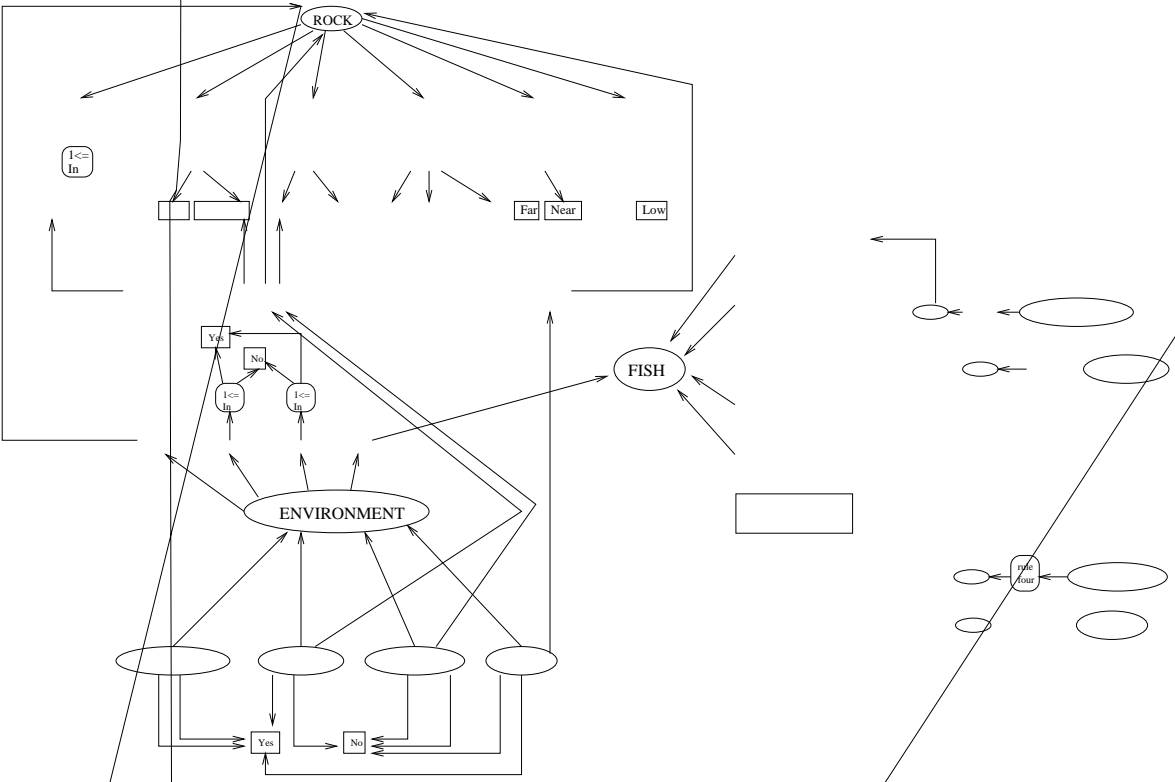 ROCK
1<=
In
Far
Near
Low
Yes
No
1<=
In
1<=
In
FISH
ENVIRONMENT
rule
four
Yes
No